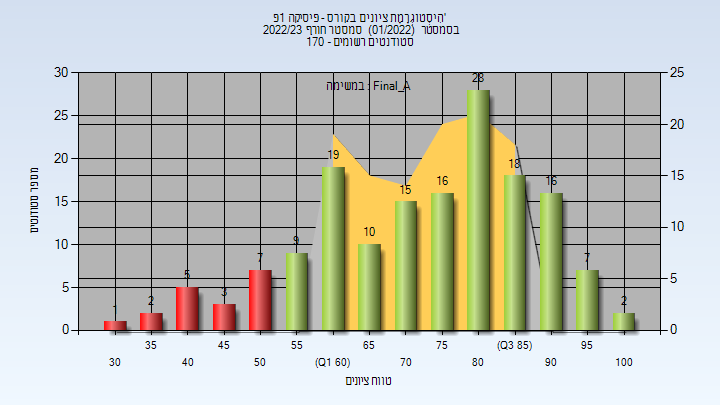 היסטוגרמת ציונים בקורס - פיסיקה 1פ'
בסמסטר (01/2022) סמסטר חורף 2022/23
סטודנטים רשומים - 170
במשימה : Final_A
מספר סטודנטים
30 25 20 15 10 5 0
25 20 15 10 5 0
1 2 5 3 7 9 19 10 15 16 28 18 16 7 2
35 45 55 65 75 (Q3 85) 95
30 40 50 (Q1 60) 70 80 90 100
טווח ציונים